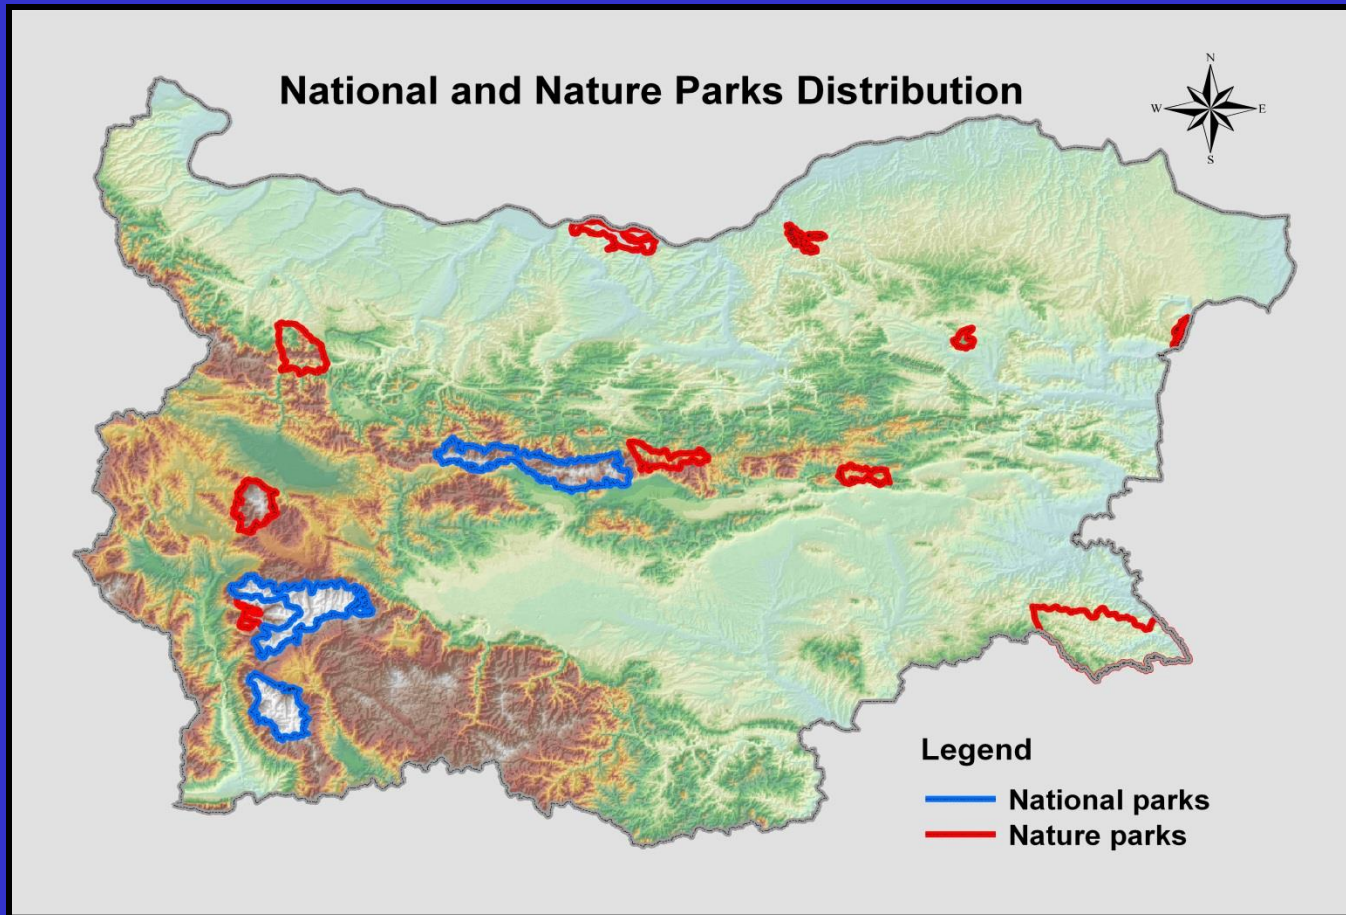 National and Nature Parks Distribution
N
W E
S
Legend
National parks
Nature parks